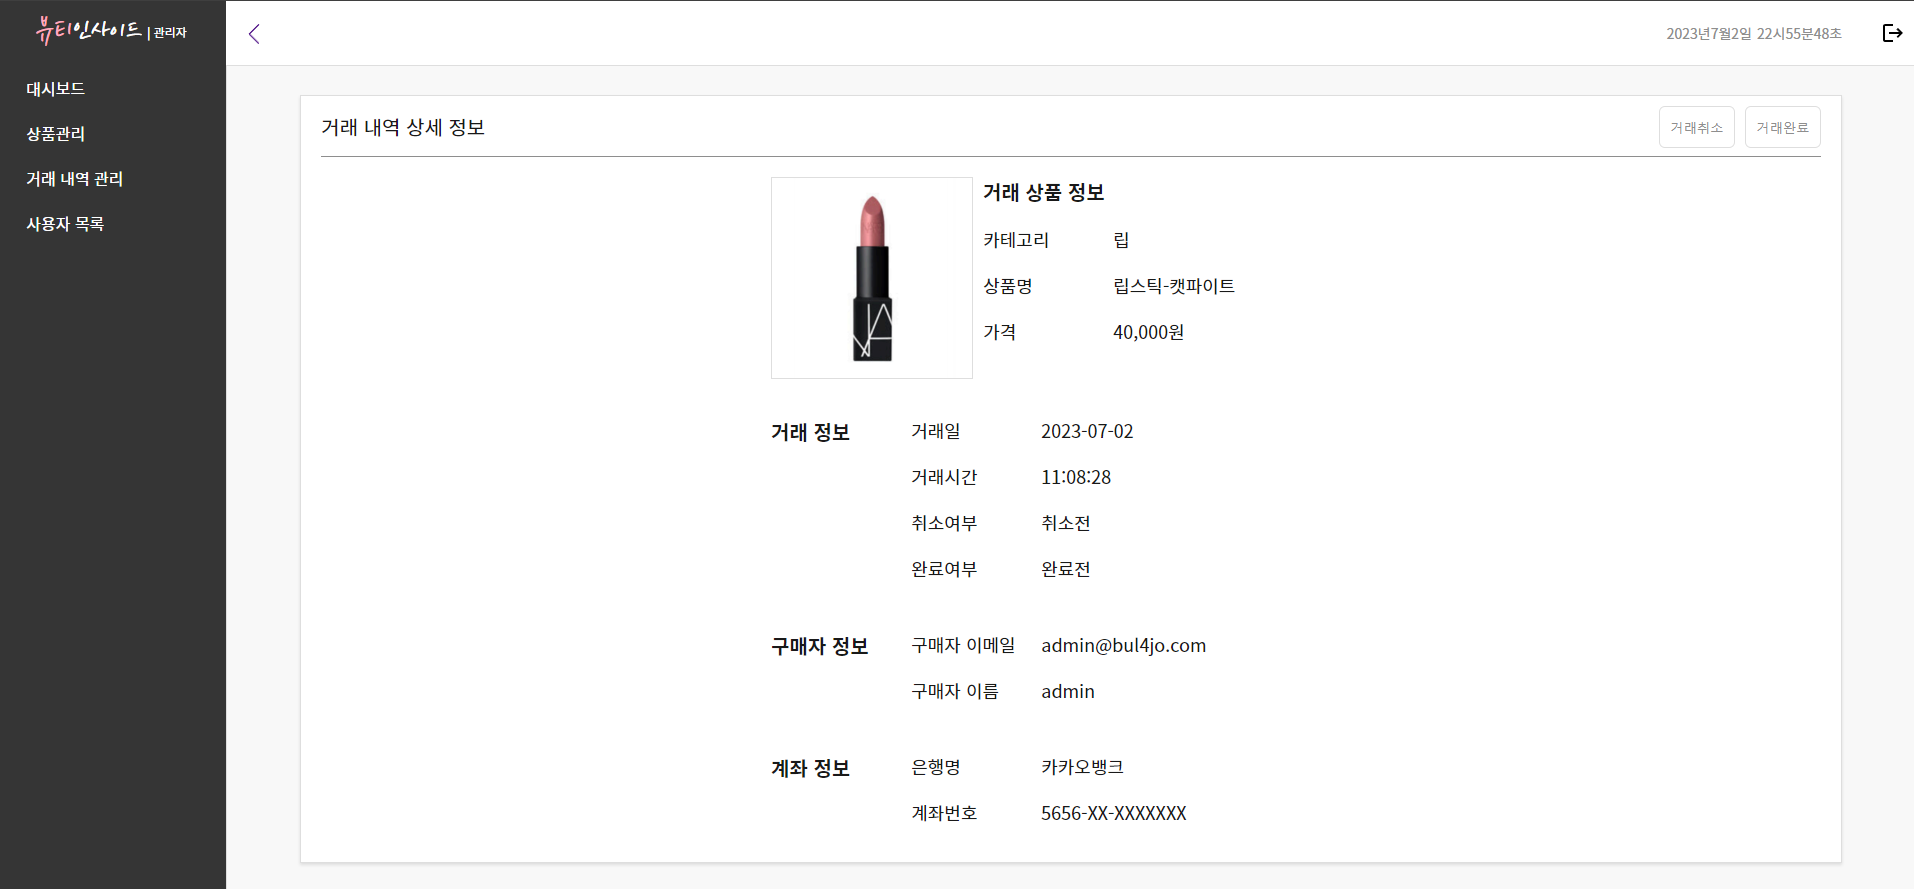 뷰티인사이드 | 관리자
2023년7월2일 22시55분48초
대시보드
상품관리
거래 내역 관리
사용자 목록
거래 내역 상세 정보
거래취소
거래완료
NARS
거래 상품 정보
카테고리 립
상품명 립스틱-캣파이트
가격 40,000원
거래 정보 거래일 2023-07-02
거래시간 11:08:28
취소여부 취소전
완료여부 완료전
구매자 정보 구매자 이메일 admin@bul4jo.com
구매자 이름 admin
계좌 정보 은행명 카카오뱅크
계좌번호 5656-XX-XXXXXXX